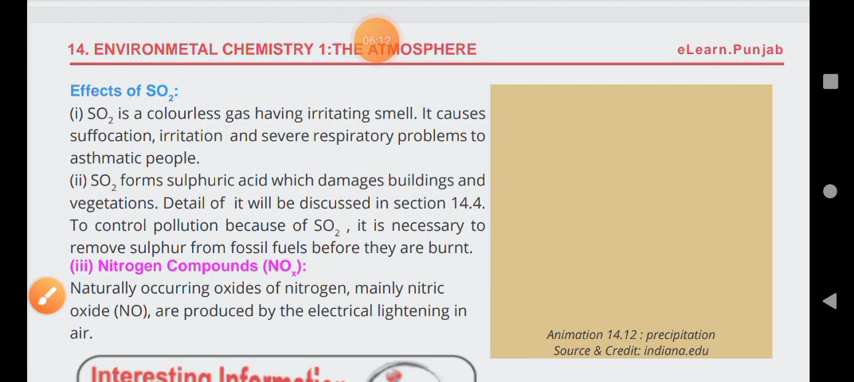 06:12
14. ENVIRONMETAL CHEMISTRY 1:THE ATMOSPHERE
eLearn.Punjab
Effects of SO₂:
(i) SO₂ is a colourless gas having irritating smell. It causes
suffocation, irritation and severe respiratory problems to
asthmatic people.
(ii) SO₂ forms sulphuric acid which damages buildings and
vegetations. Detail of it will be discussed in section 14.4.
To control pollution because of SO₂ , it is necessary to
remove sulphur from fossil fuels before they are burnt.
(iii) Nitrogen Compounds (NOₓ):
Naturally occurring oxides of nitrogen, mainly nitric
oxide (NO), are produced by the electrical lightening in
air.
Animation 14.12 : precipitation
Source & Credit: indiana.edu
Interesting Information